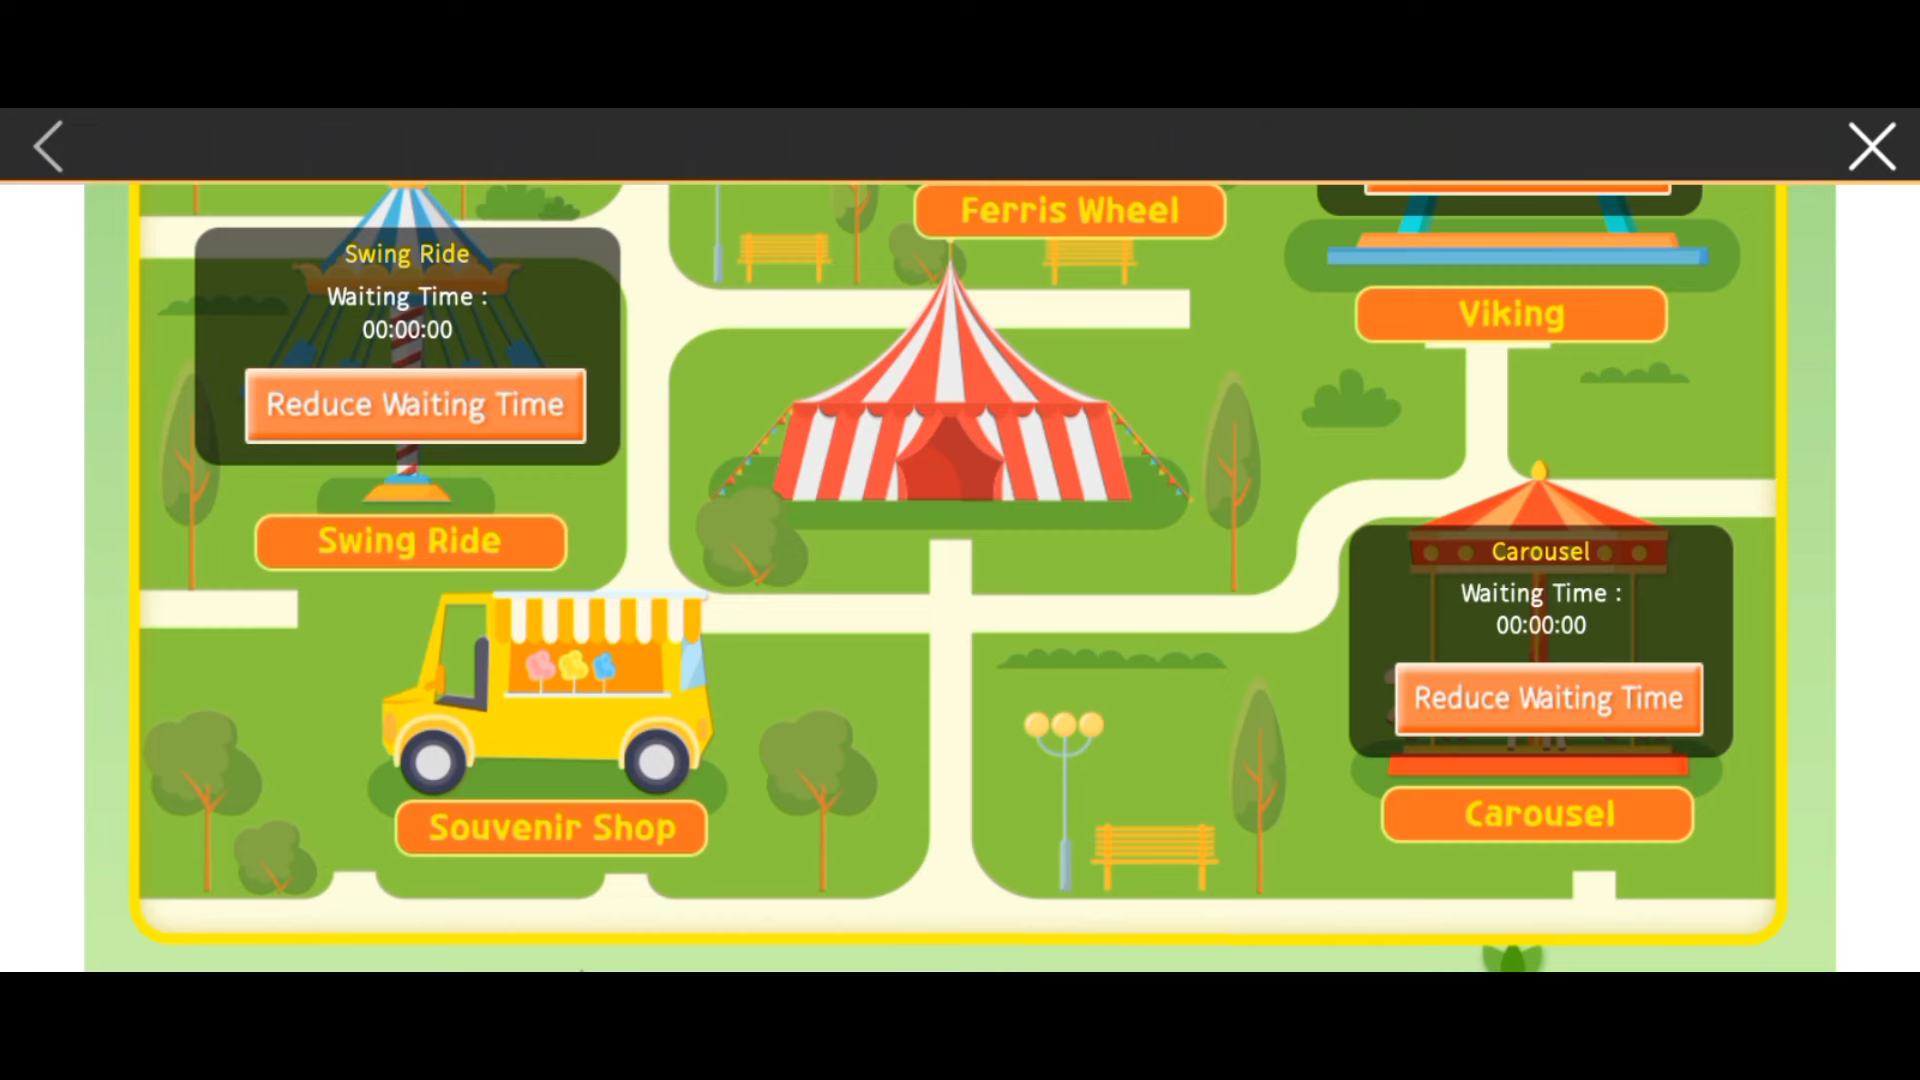 Ferris Wheel
Swing Ride
Waiting Time :
00:00:00
Reduce Waiting Time
Viking
Swing Ride
Carousel
Waiting Time :
00:00:00
Reduce Waiting Time
Souvenir Shop
Carousel